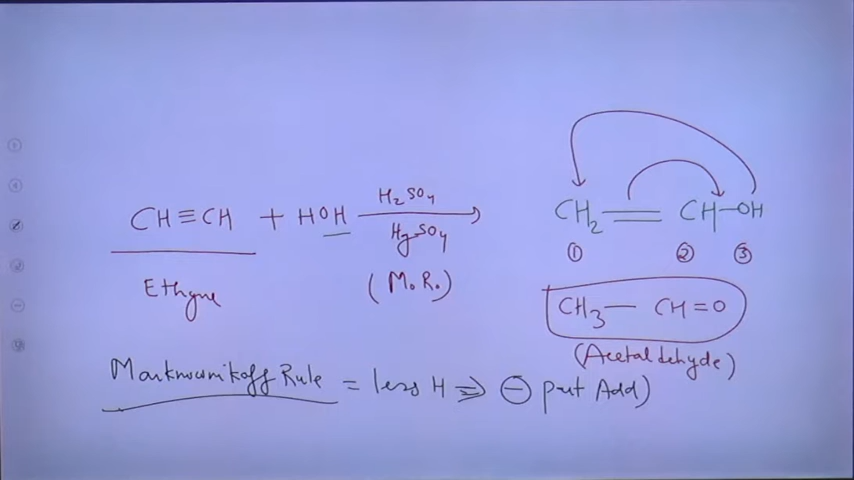 CH≡CH + HOH H₂SO₄ HgSO₄ CH₂ = CH-OH
① ② ③
Ethyne (M.R.) CH₃ — CH=O
(Acetaldehyde)
Markownikoff Rule = less H ⇒ ⊖ part Add)